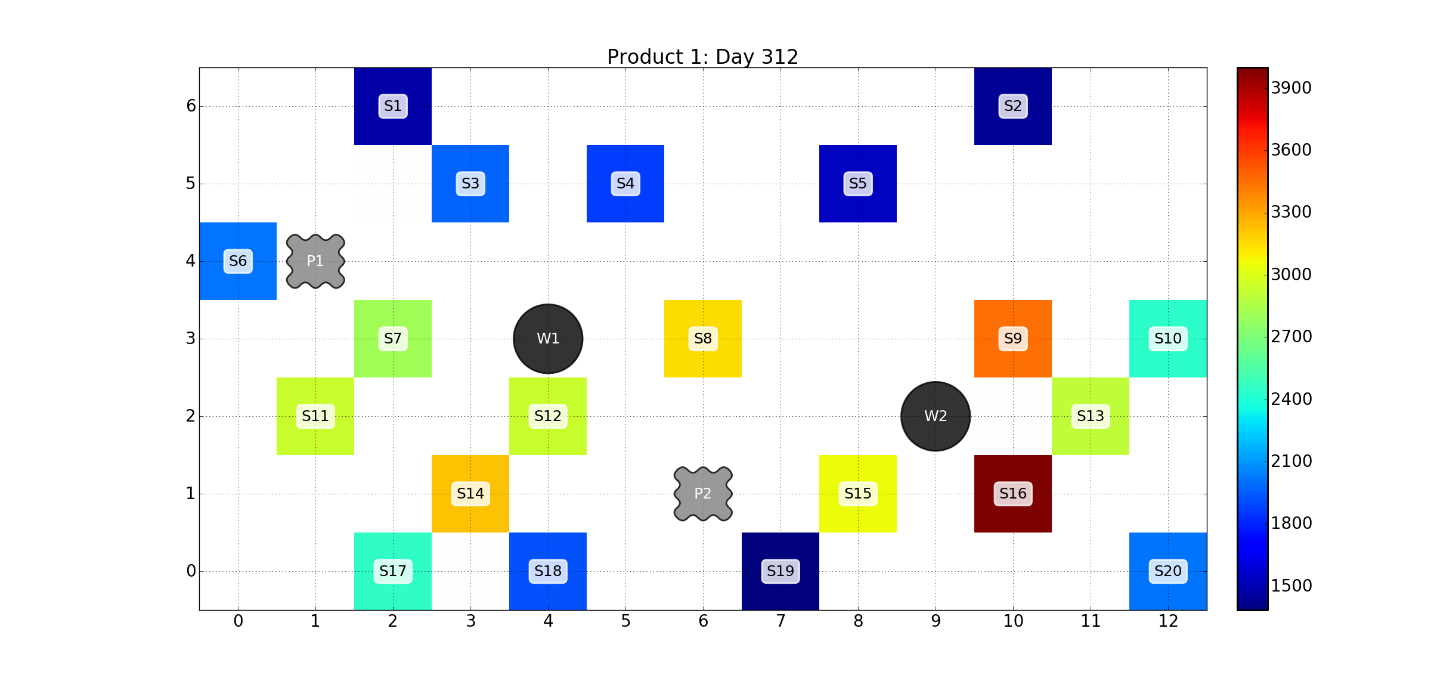 Product 1: Day 312
6
S1
S2
5
S3
S4
S5
4
S6
P1
3
S7
W1
S8
S9
S10
2
S11
S12
W2
S13
1
S14
P2
S15
S16
0
S17
S18
S19
S20
0 1 2 3 4 5 6 7 8 9 10 11 12
3900
3600
3300
3000
2700
2400
2100
1800
1500